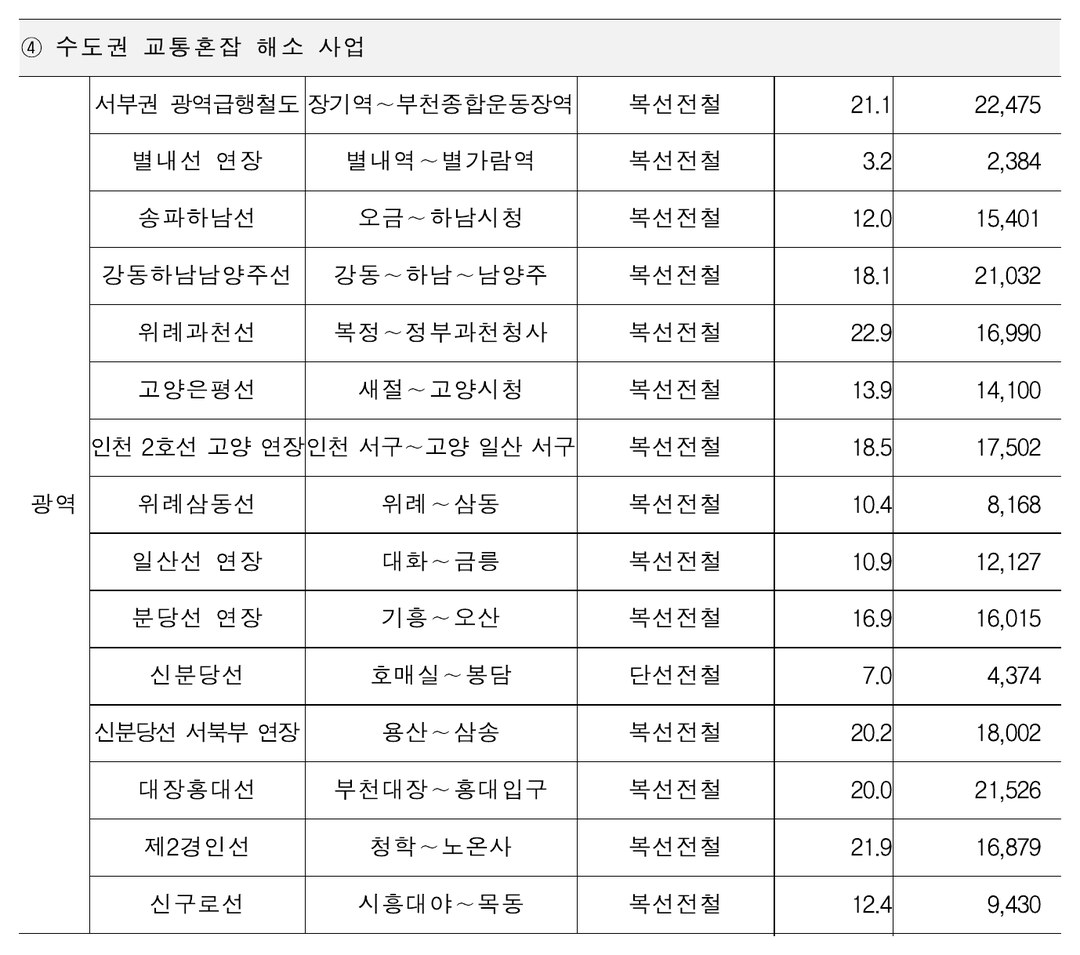 ④ 수도권 교통혼잡 해소 사업
서부권 광역급행철도 장기역~부천종합운동장역 복선전철 21.1 22,475
별내선 연장 별내역~별가람역 복선전철 3.2 2,384
송파하남선 오금~하남시청 복선전철 12.0 15,401
강동하남남양주선 강동~하남~남양주 복선전철 18.1 21,032
위례과천선 복정~정부과천청사 복선전철 22.9 16,990
고양은평선 새절~고양시청 복선전철 13.9 14,100
인천 2호선 고양 연장 인천 서구~고양 일산 서구 복선전철 18.5 17,502
광역 위례삼동선 위례~삼동 복선전철 10.4 8,168
일산선 연장 대화~금릉 복선전철 10.9 12,127
분당선 연장 기흥~오산 복선전철 16.9 16,015
신분당선 호매실~봉담 단선전철 7.0 4,374
신분당선 서북부 연장 용산~삼송 복선전철 20.2 18,002
대장홍대선 부천대장~홍대입구 복선전철 20.0 21,526
제2경인선 청학~노온사 복선전철 21.9 16,879
신구로선 시흥대야~목동 복선전철 12.4 9,430